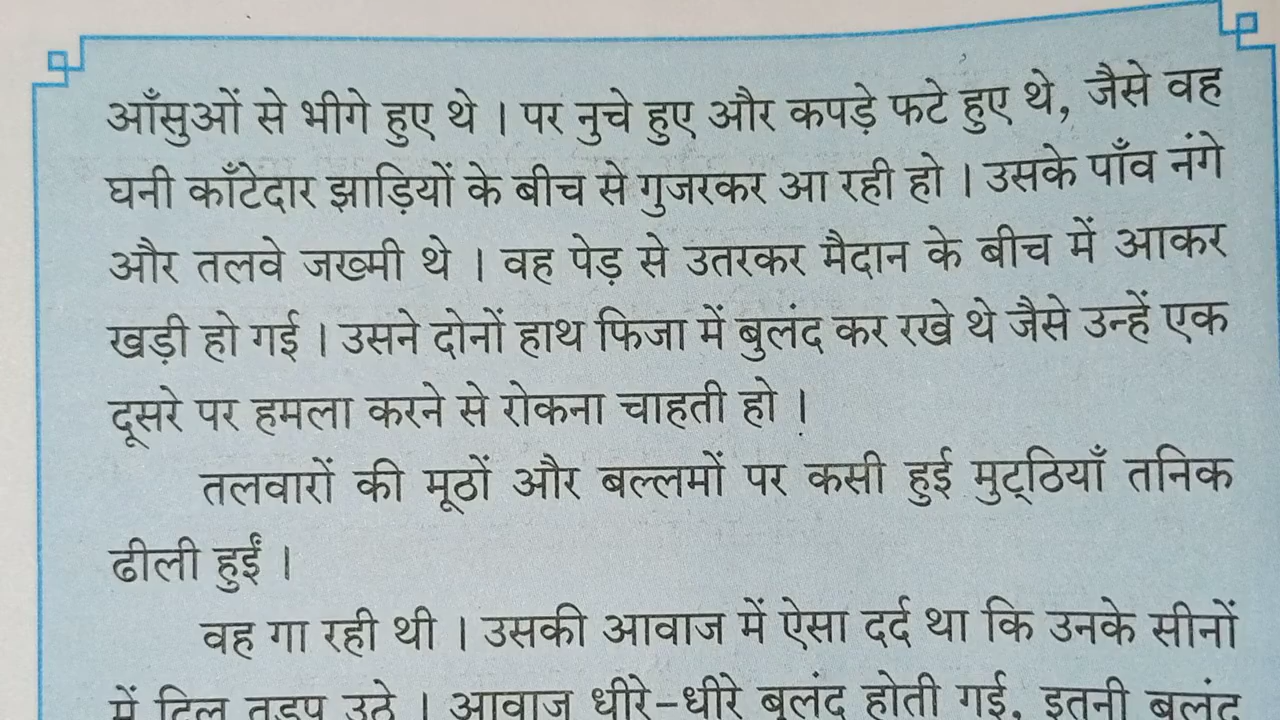 आँसुओं से भीगे हुए थे । पर नुचे हुए और कपड़े फटे हुए थे, जैसे वह
घनी काँटेदार झाड़ियों के बीच से गुजरकर आ रही हो । उसके पाँव नंगे
और तलवे जख्मी थे । वह पेड़ से उतरकर मैदान के बीच में आकर
खड़ी हो गई । उसने दोनों हाथ फिजा में बुलंद कर रखे थे जैसे उन्हें एक
दूसरे पर हमला करने से रोकना चाहती हो ।
तलवारों की मूठों और बल्लमों पर कसी हुई मुट्ठियाँ तनिक
ढीली हुईं ।
वह गा रही थी । उसकी आवाज में ऐसा दर्द था कि उनके सीनों
में दिल तड़प उठे । आवाज धीरे-धीरे बुलंद होती गई, इतनी बुलंद